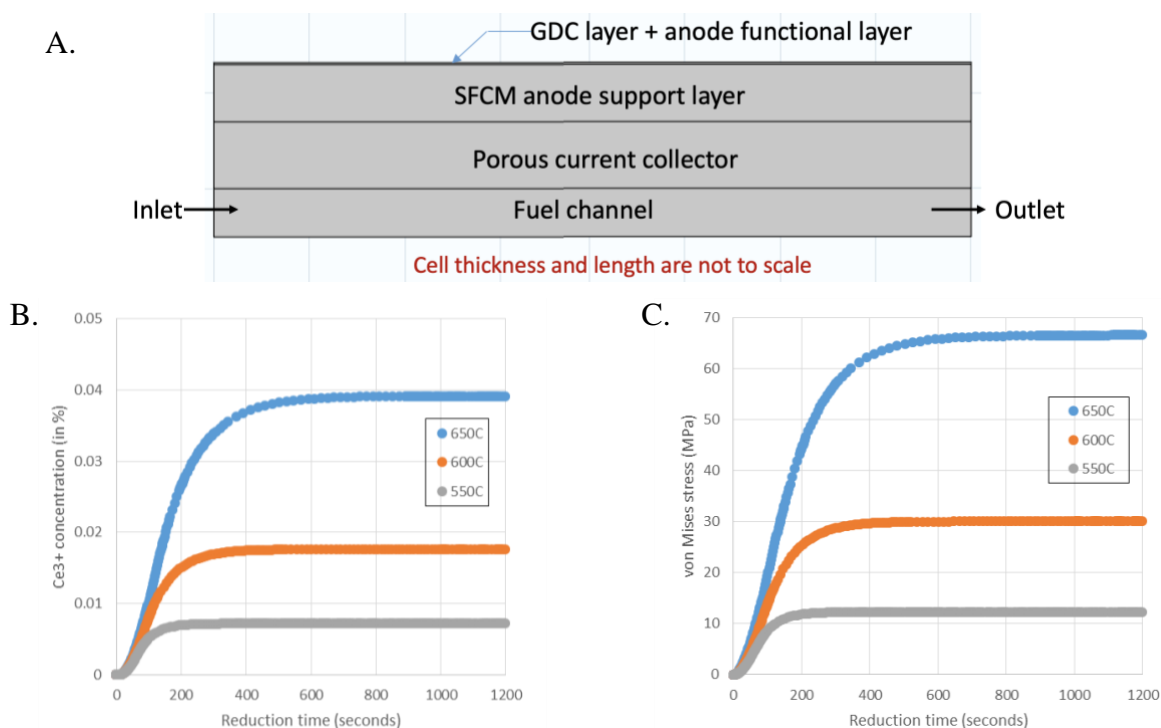 A.
GDC layer + anode functional layer
SFCM anode support layer
Porous current collector
Inlet
Fuel channel
Outlet
Cell thickness and length are not to scale
B.
Ce3+ concentration (in %)
0.05
0.04
0.03
0.02
0.01
0
0 200 400 600 800 1000 1200
Reduction time (seconds)
650C
600C
550C
C.
von Mises stress (MPa)
70
60
50
40
30
20
10
0
0 200 400 600 800 1000 1200
Reduction time (seconds)
650C
600C
550C